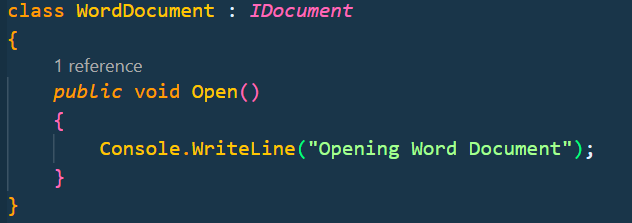 class WordDocument : IDocument
{
1 reference
public void Open()
{
Console.WriteLine("Opening Word Document");
}
}